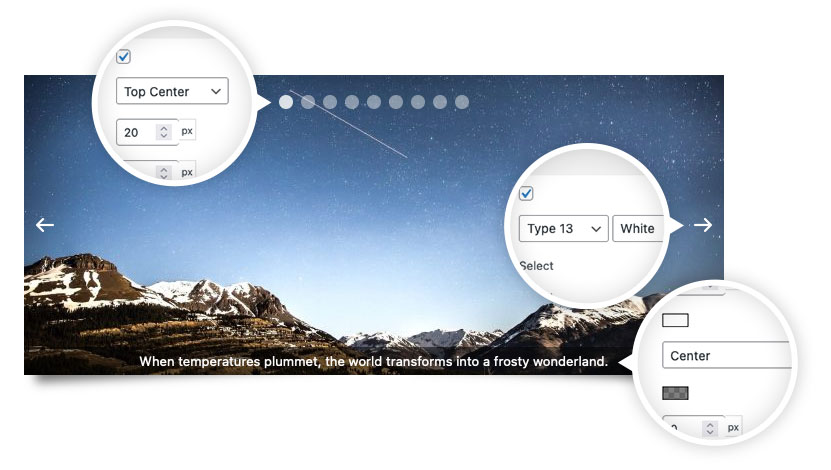 Top Center
20 px
px
Type 13 White
Select
When temperatures plummet, the world transforms into a frosty wonderland.
Center
px